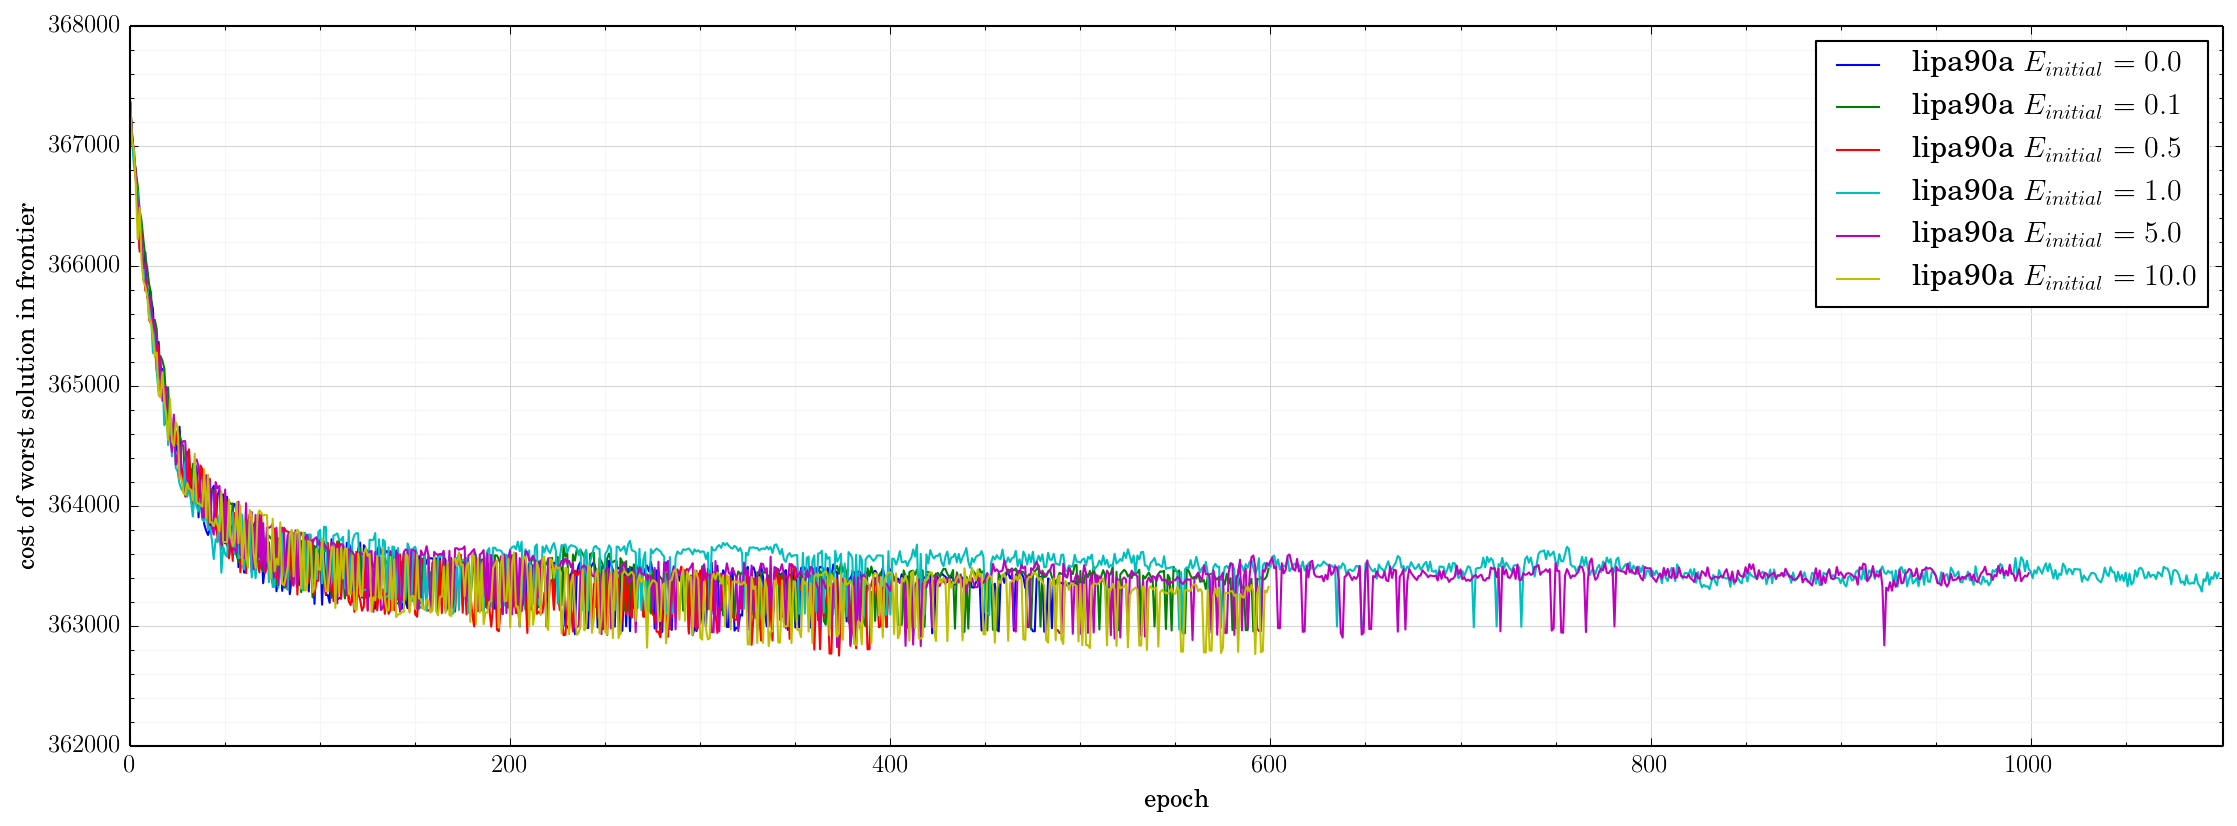 368000
367000
366000
365000
364000
363000
362000
cost of worst solution in frontier
0 200 400 600 800 1000
epoch
lipa90a E_initial = 0.0
lipa90a E_initial = 0.1
lipa90a E_initial = 0.5
lipa90a E_initial = 1.0
lipa90a E_initial = 5.0
lipa90a E_initial = 10.0